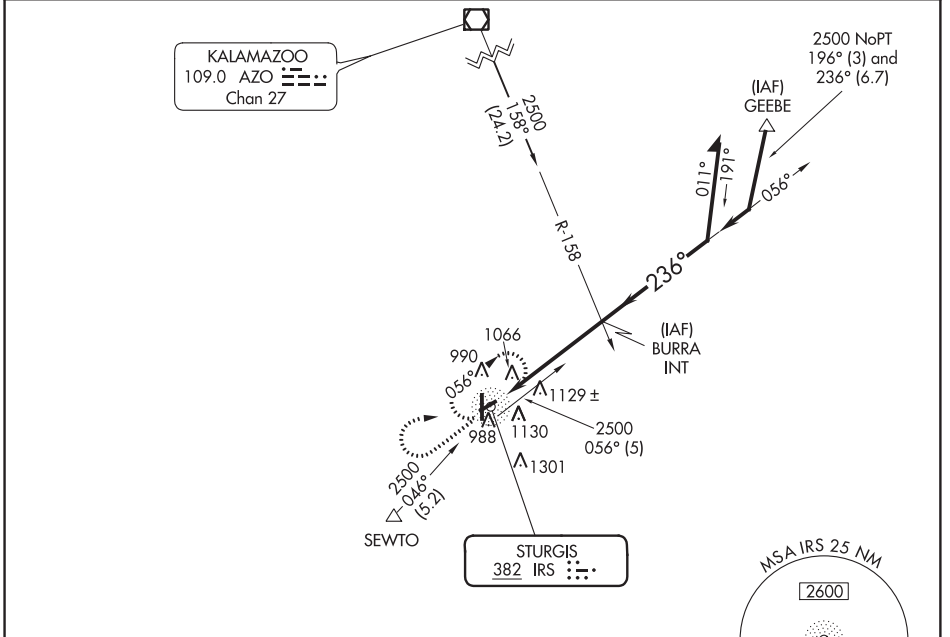 KALAMAZOO
109.0 AZO
Chan 27
2500
158°
(24.2)
R-158
2500 NoPT
196° (3) and
236° (6.7)
(IAF)
GEEBE
011°
191°
056°
236°
(IAF)
BURRA
INT
1066
990
056°
1129 ±
988
1130
2500
056° (5)
1301
2500
046°
(5.2)
SEWTO
STURGIS
382 IRS
MSA IRS 25 NM
2600